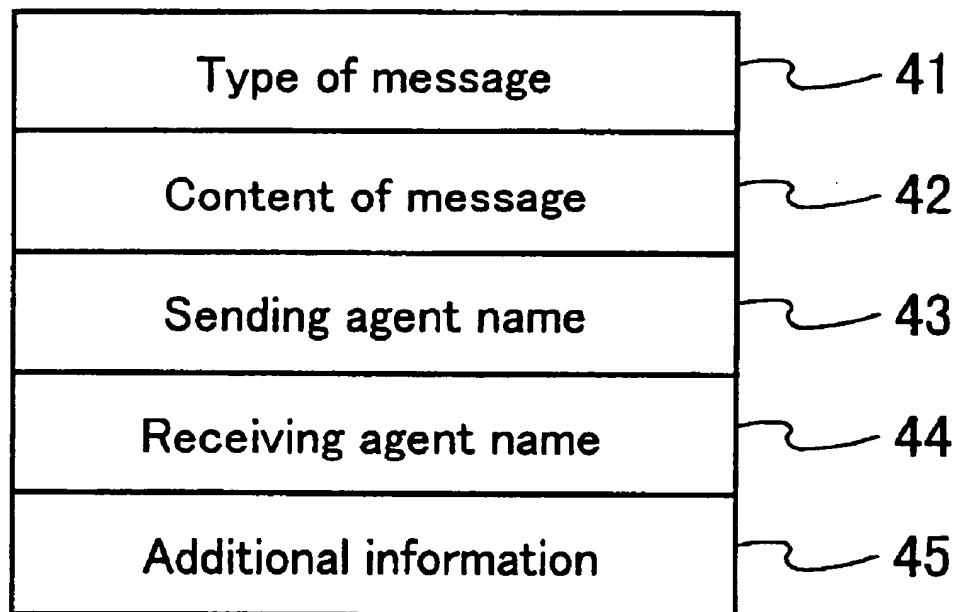 Type of message 41
Content of message 42
Sending agent name 43
Receiving agent name 44
Additional information 45